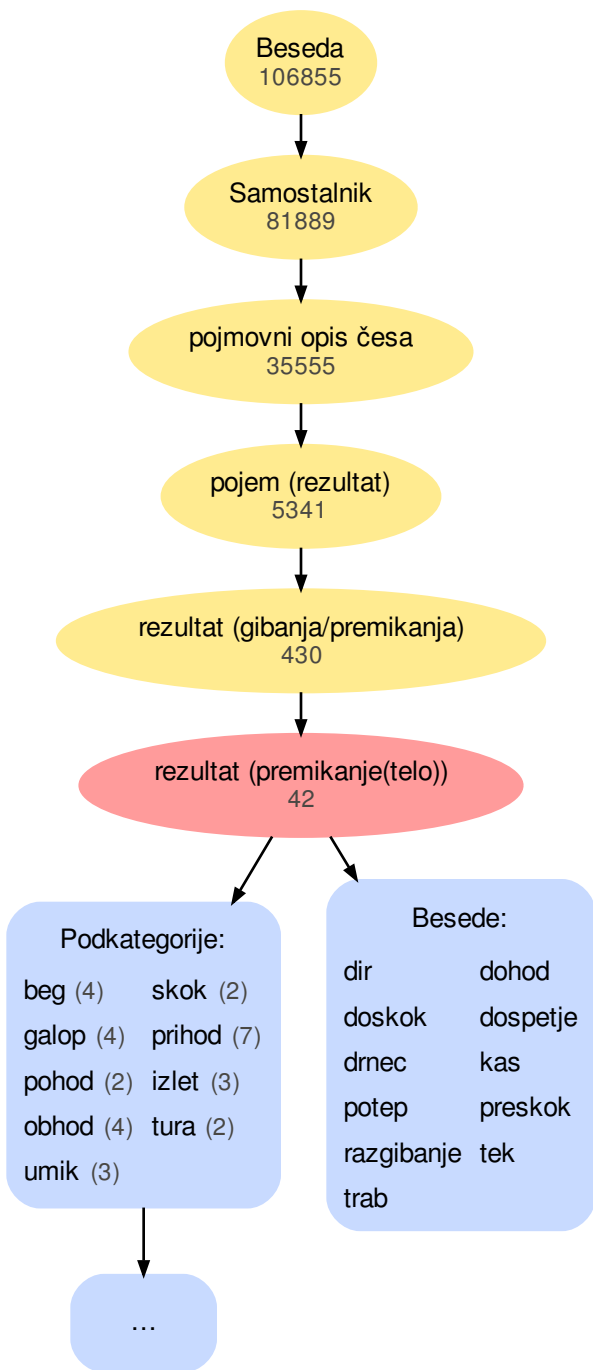 Beseda
106855
Samostalnik
81889
pojmovni opis česa
35555
pojem (rezultat)
5341
rezultat (gibanja/premikanja)
430
rezultat (premikanje(telo))
42
Podkategorije:
beg (4) skok (2)
galop (4) prihod (7)
pohod (2) izlet (3)
obhod (4) tura (2)
umik (3)
...
Besede:
dir dohod
doskok dospetje
drnec kas
potep preskok
razgibanje tek
trab